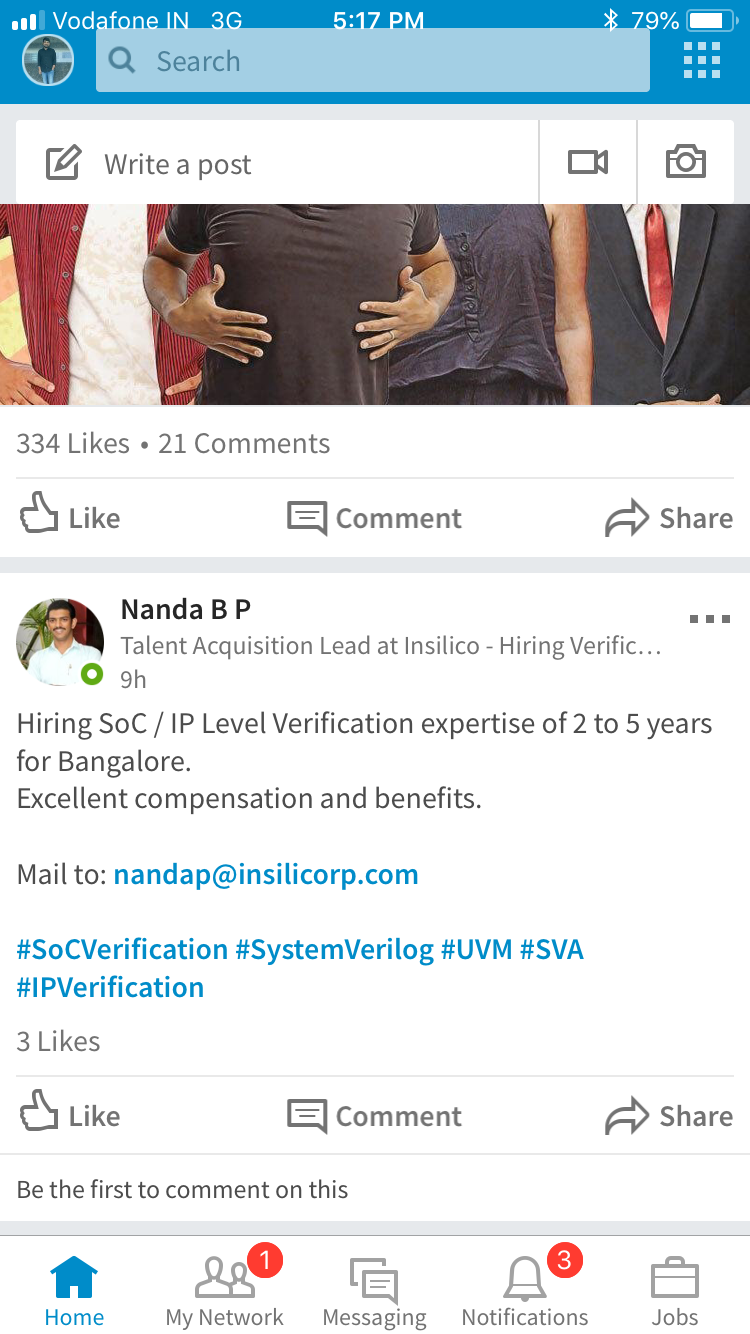 Vodafone IN 3G 5:17 PM 79%
Search
Write a post
334 Likes • 21 Comments
Like Comment Share
Nanda B P
Talent Acquisition Lead at Insilico - Hiring Verific...
9h
Hiring SoC / IP Level Verification expertise of 2 to 5 years
for Bangalore.
Excellent compensation and benefits.
Mail to: nandap@insilicorp.com
#SoCVerification #SystemVerilog #UVM #SVA
#IPVerification
3 Likes
Like Comment Share
Be the first to comment on this
1 3
Home My Network Messaging Notifications Jobs